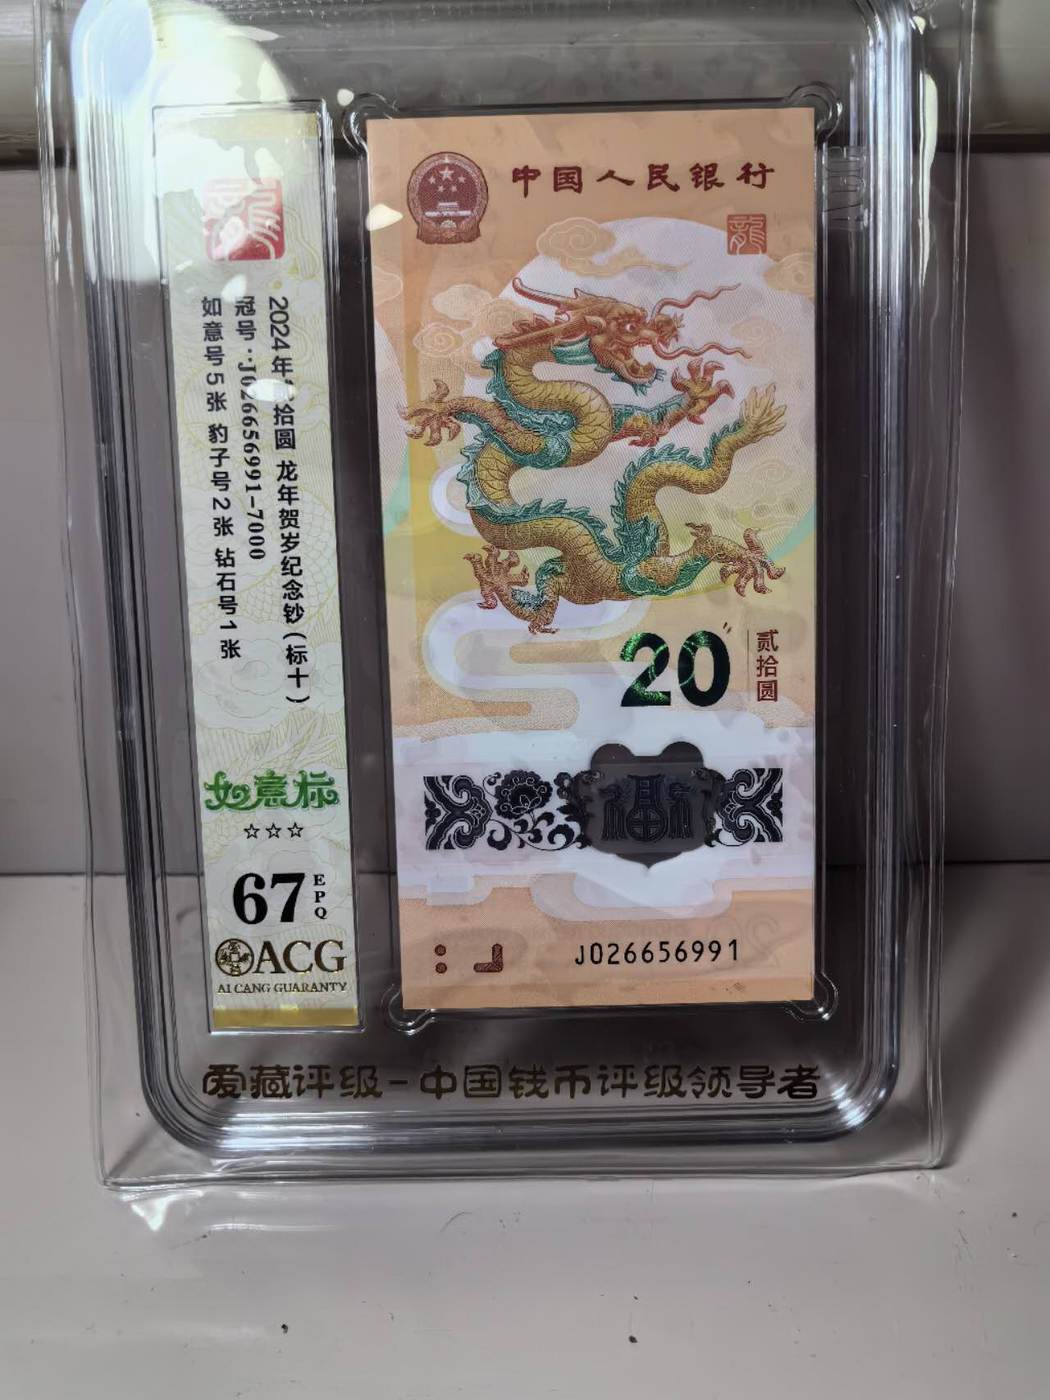 2024年贰拾圆 龙年贺岁纪念钞(标十)
冠号:J026656991-7000
如意号5张 豹子号2张 钻石号1张
如意标
☆☆☆
67 EPQ
ACG
AI CANG GUARANTY
中国人民银行
龍
20
贰拾圆
福
J026656991
爱藏评级-中国钱币评级领导者